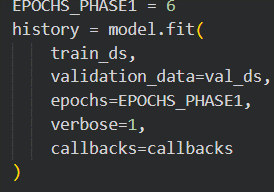 EPOCHS_PHASE1 = 6
history = model.fit(
    train_ds,
    validation_data=val_ds,
    epochs=EPOCHS_PHASE1,
    verbose=1,
    callbacks=callbacks
)